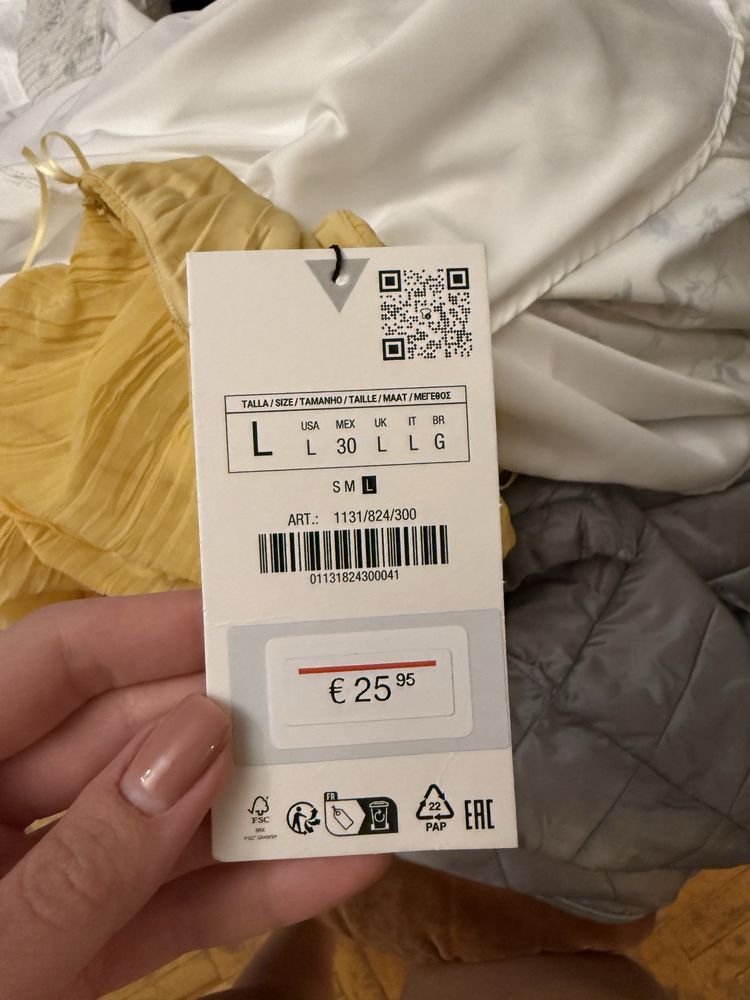 TALLA / SIZE / TAMANHO / TAILLE / MAAT / ΜΕΓΕΘΟΣ
L
USA MEX UK IT BR
L 30 L L G
S M L
ART.: 1131/824/300
01131824300041
€ 25 95
FSC
MIX
FR
22
PAP
EAC